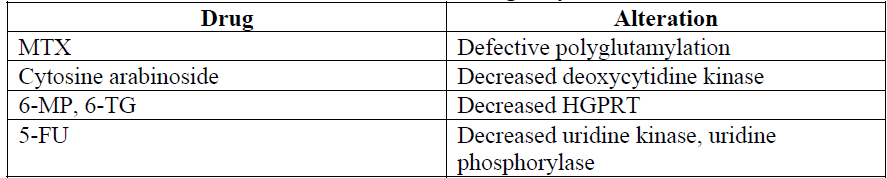 Drug Alteration
MTX Defective polyglutamylation
Cytosine arabinoside Decreased deoxycytidine kinase
6-MP, 6-TG Decreased HGPRT
5-FU Decreased uridine kinase, uridine
phosphorylase